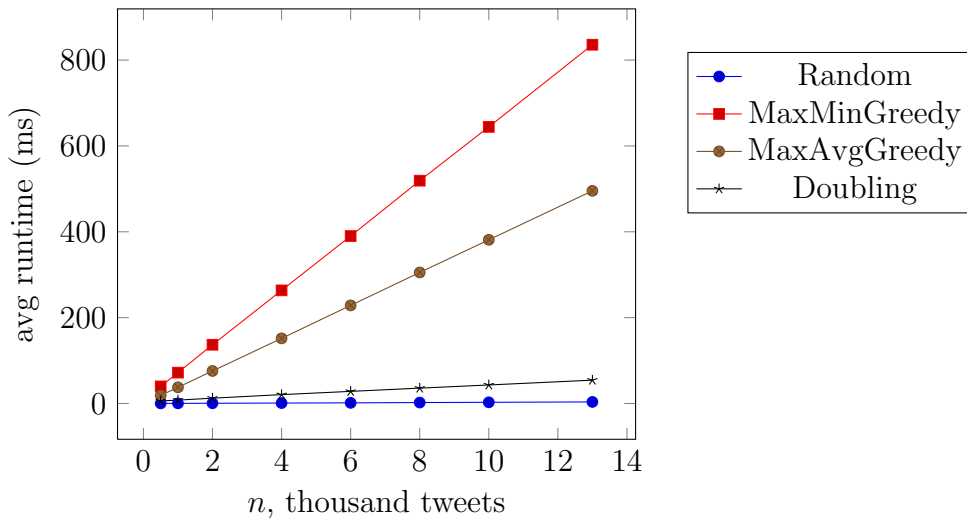 800
600
400
200
0
avg runtime (ms)
0 2 4 6 8 10 12 14
n, thousand tweets
Random
MaxMinGreedy
MaxAvgGreedy
Doubling